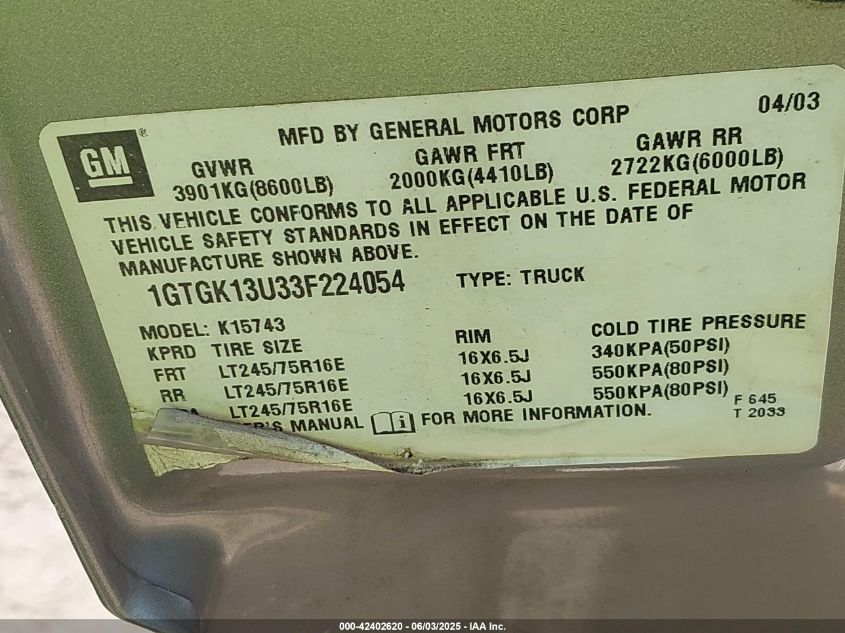 04/03
GM ®
MFD BY GENERAL MOTORS CORP
GVWR GAWR FRT GAWR RR
3901KG(8600LB) 2000KG(4410LB) 2722KG(6000LB)
THIS VEHICLE CONFORMS TO ALL APPLICABLE U.S. FEDERAL MOTOR
VEHICLE SAFETY STANDARDS IN EFFECT ON THE DATE OF
MANUFACTURE SHOWN ABOVE.
1GTGK13U33F224054 TYPE: TRUCK
MODEL: K15743
KPRD TIRE SIZE RIM COLD TIRE PRESSURE
FRT LT245/75R16E 16X6.5J 340KPA(50PSI)
RR LT245/75R16E 16X6.5J 550KPA(80PSI)
A LT245/75R16E 16X6.5J 550KPA(80PSI)
ER'S MANUAL FOR MORE INFORMATION.
F 645
T 2033
000-42402620 - 06/03/2025 - IAA Inc.